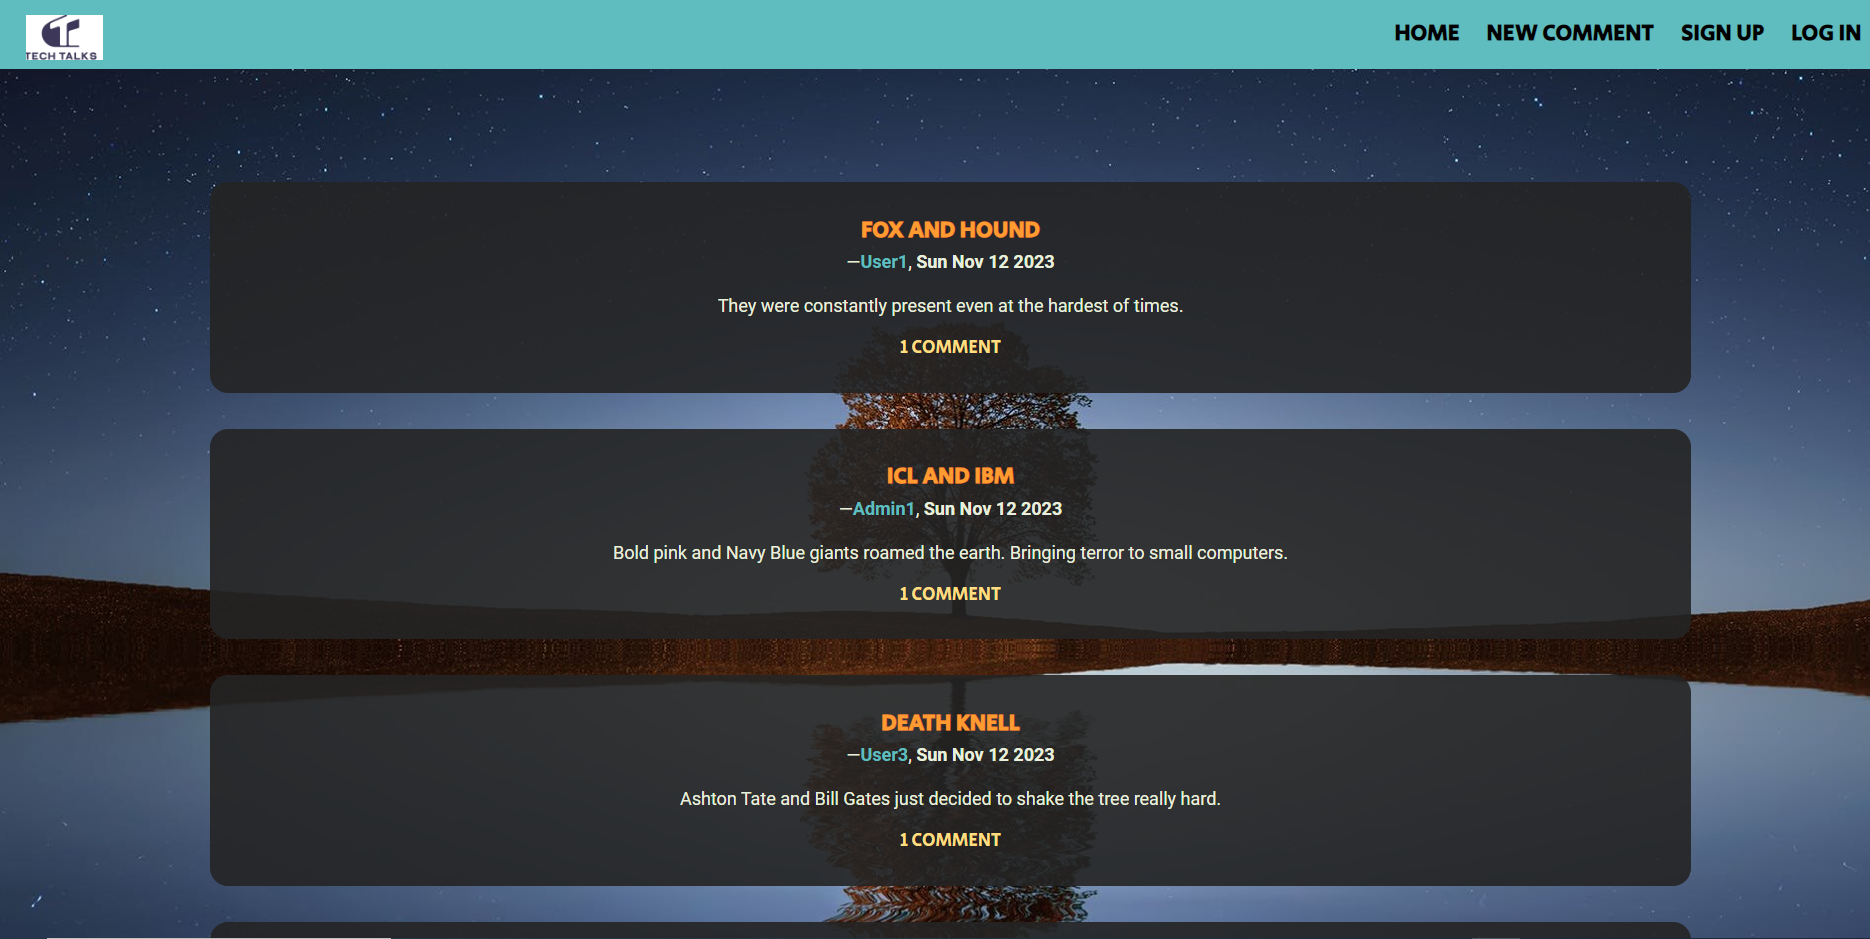 TECH TALKS
HOME NEW COMMENT SIGN UP LOG IN
FOX AND HOUND
—User1, Sun Nov 12 2023
They were constantly present even at the hardest of times.
1 COMMENT
ICL AND IBM
—Admin1, Sun Nov 12 2023
Bold pink and Navy Blue giants roamed the earth. Bringing terror to small computers.
1 COMMENT
DEATH KNELL
—User3, Sun Nov 12 2023
Ashton Tate and Bill Gates just decided to shake the tree really hard.
1 COMMENT